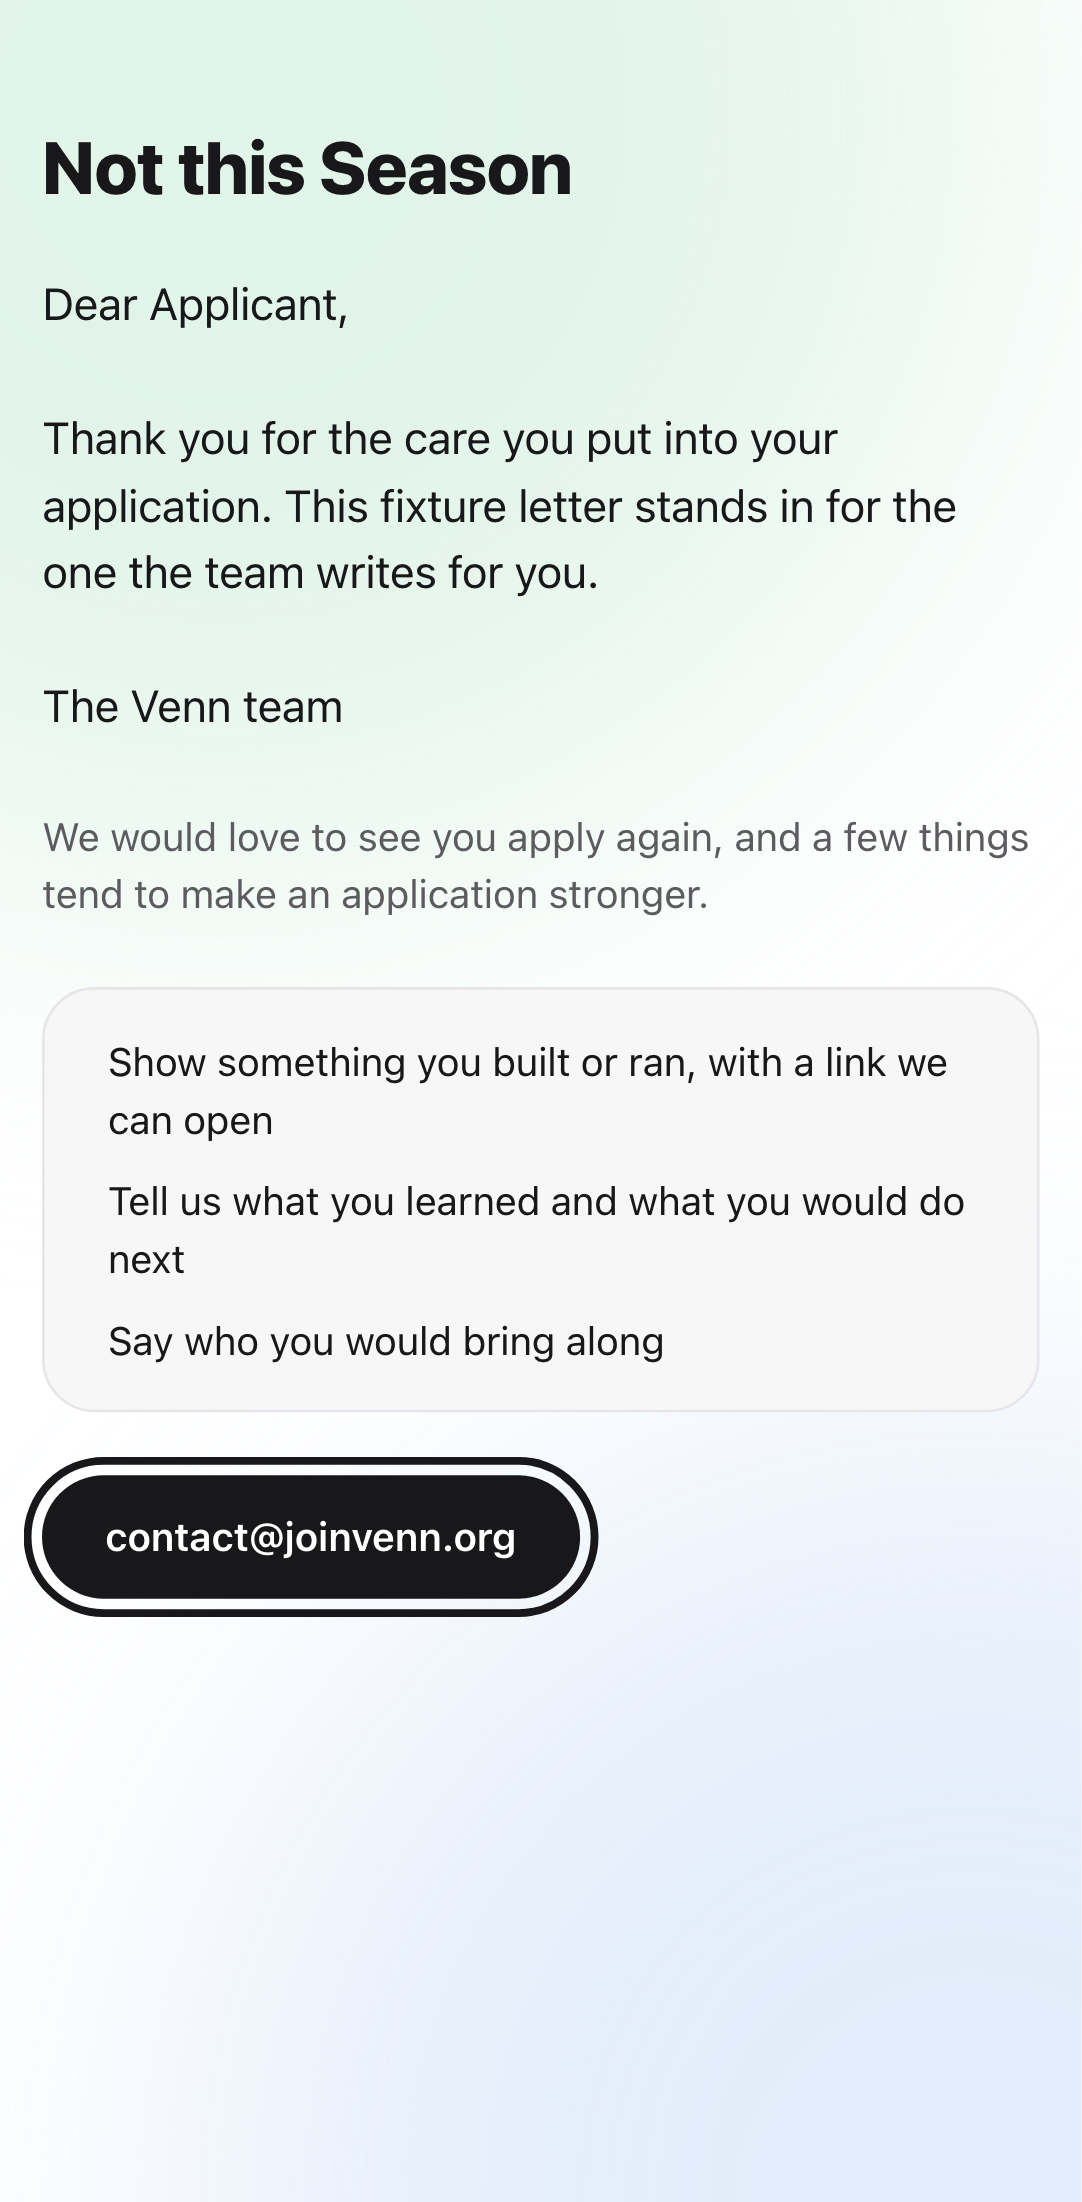 Not this Season
Dear Applicant,
Thank you for the care you put into your
application. This fixture letter stands in for the
one the team writes for you.
The Venn team
We would love to see you apply again, and a few things
tend to make an application stronger.
Show something you built or ran, with a link we
can open
Tell us what you learned and what you would do
next
Say who you would bring along
contact@joinvenn.org